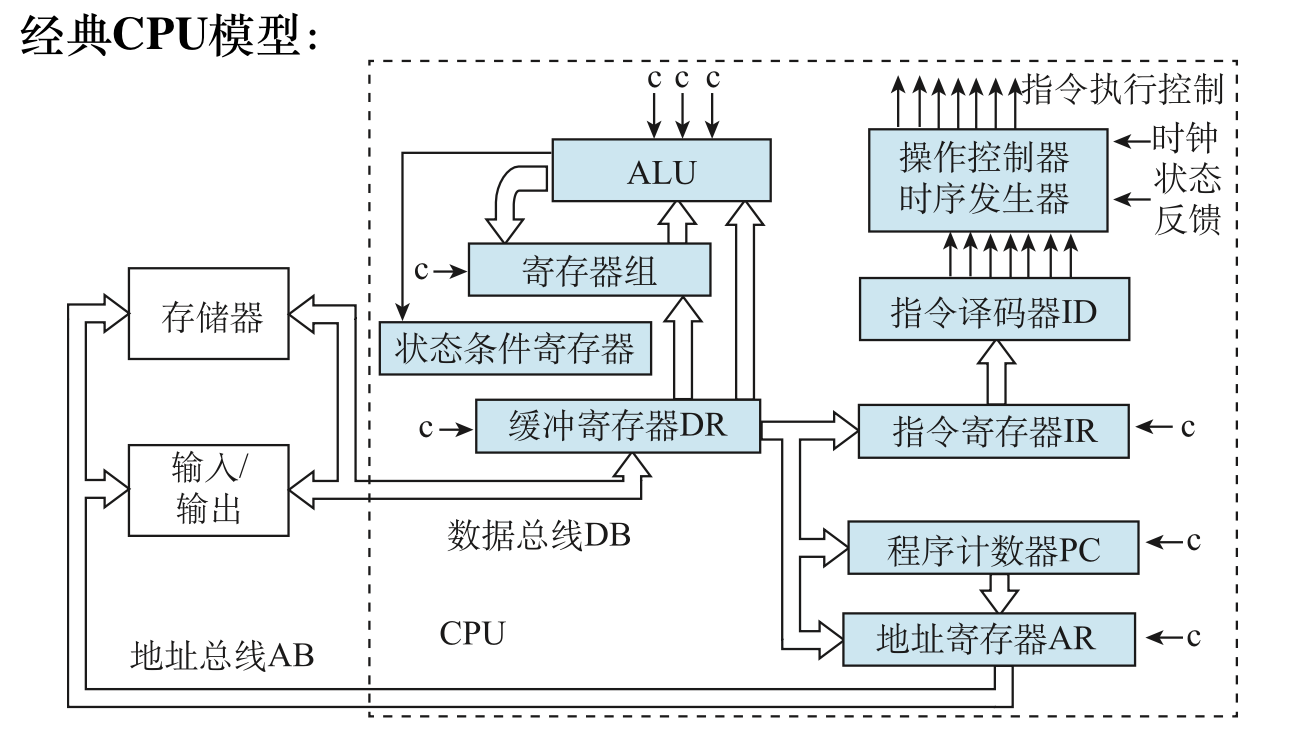 经典CPU模型：
c c c
指令执行控制
ALU
操作控制器
时序发生器
时钟
状态
反馈
c
寄存器组
存储器
状态条件寄存器
指令译码器ID
c
缓冲寄存器DR
指令寄存器IR
c
输入/
输出
数据总线DB
程序计数器PC
c
CPU
地址总线AB
地址寄存器AR
c